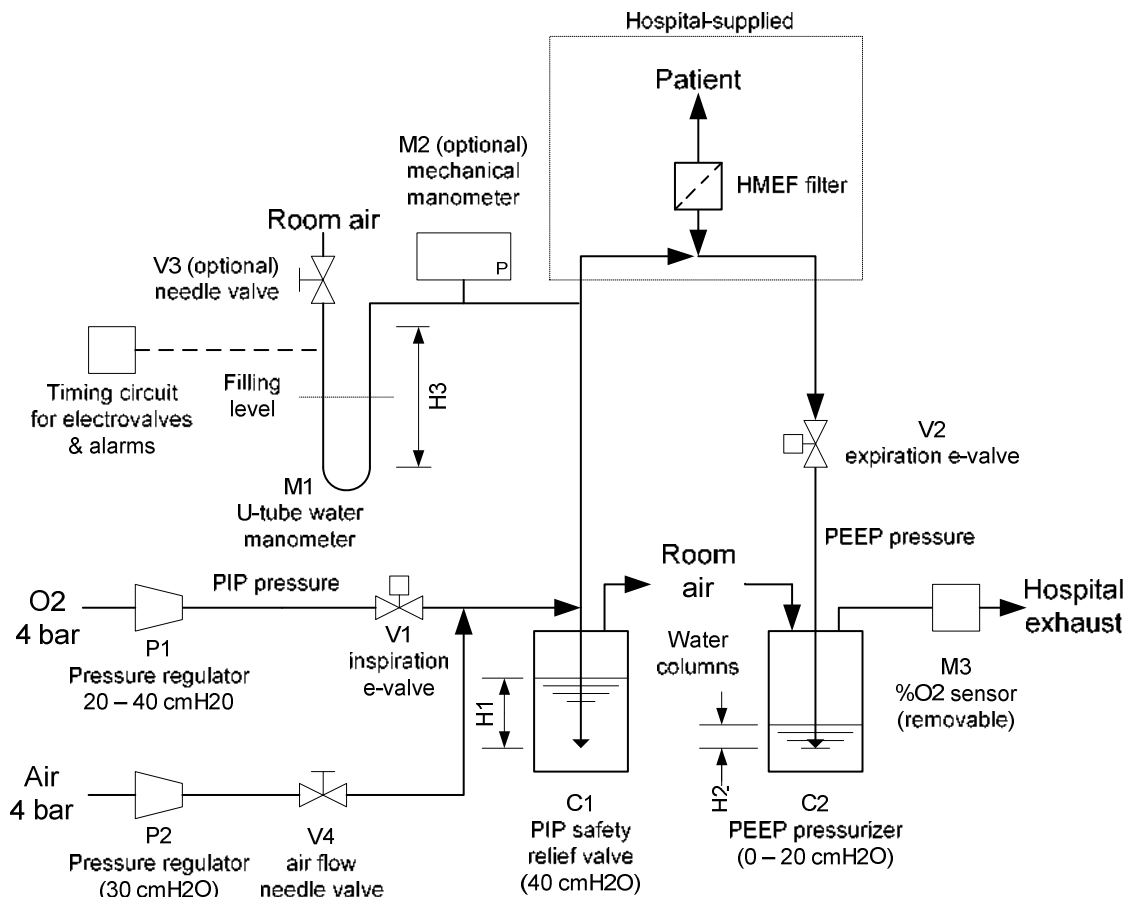 Hospital-supplied
Patient
HMEF filter
M2 (optional)
mechanical
manometer
P
Room air
V3 (optional)
needle valve
Timing circuit
for electrovalves
& alarms
Filling
level
H3
M1
U-tube water
manometer
V2
expiration e-valve
PEEP pressure
O2
4 bar
P1
Pressure regulator
20 – 40 cmH20
PIP pressure
V1
inspiration
e-valve
Room
air
Water
columns
H1
H2
Hospital
exhaust
M3
%O2 sensor
(removable)
Air
4 bar
P2
Pressure regulator
(30 cmH2O)
V4
air flow
needle valve
C1
PIP safety
relief valve
(40 cmH2O)
C2
PEEP pressurizer
(0 – 20 cmH2O)